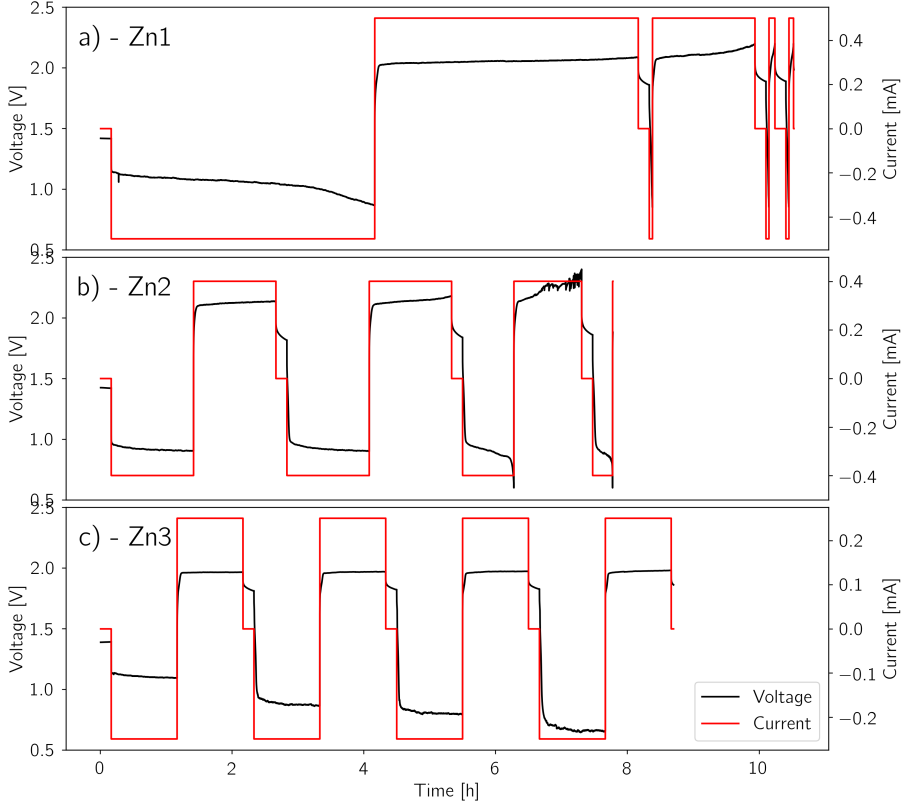 a) - Zn1
Voltage [V]
2.5
2.0
1.5
1.0
0.5
Current [mA]
0.4
0.2
0.0
−0.2
−0.4
b) - Zn2
Voltage [V]
2.5
2.0
1.5
1.0
0.5
Current [mA]
0.4
0.2
0.0
−0.2
−0.4
c) - Zn3
Voltage [V]
2.5
2.0
1.5
1.0
0.5
Current [mA]
0.2
0.1
0.0
−0.1
−0.2
Voltage
Current
0 2 4 6 8 10
Time [h]